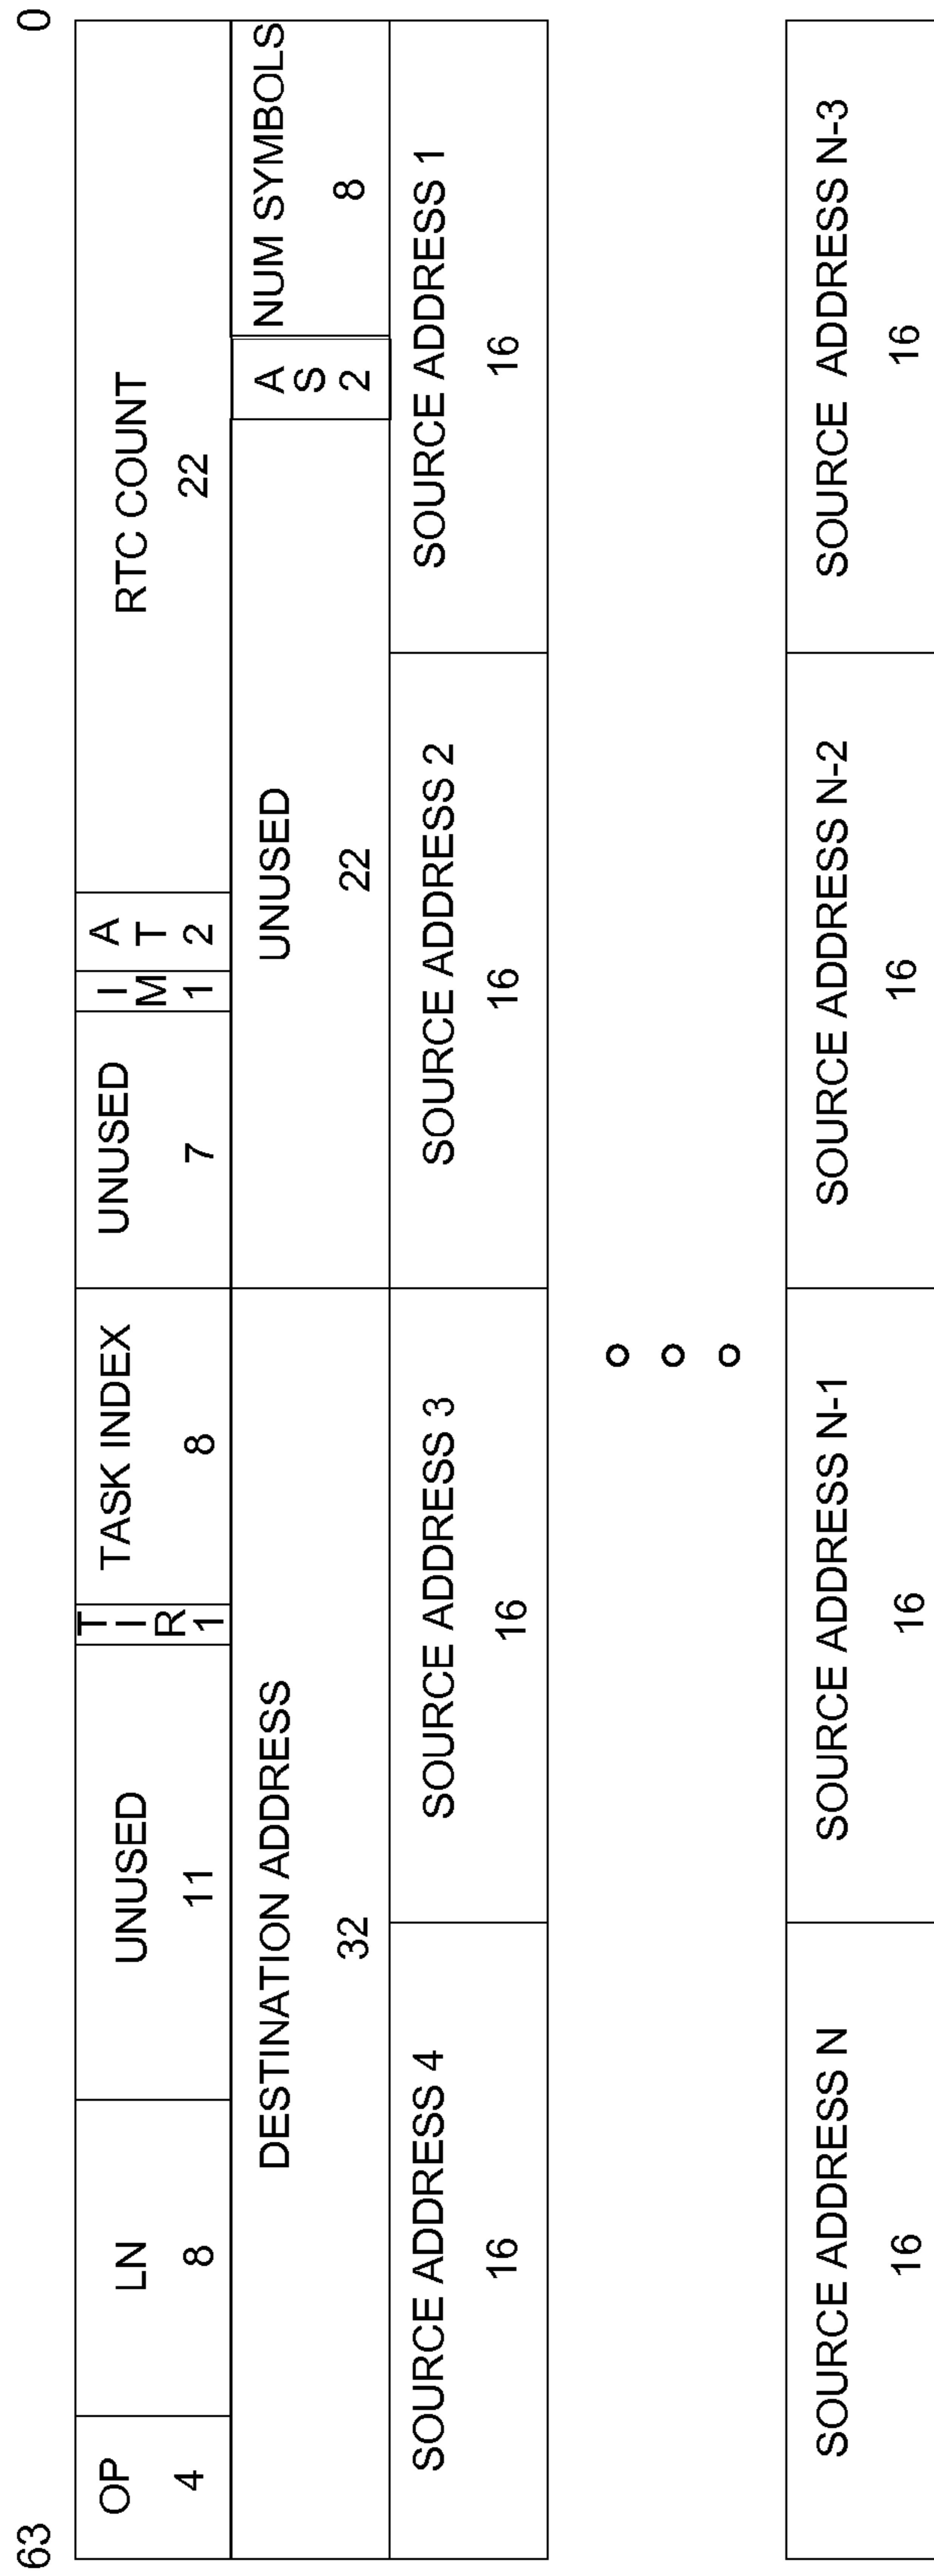 63 0
OP LN UNUSED T I R TASK INDEX UNUSED I M A T RTC COUNT
4 8 11 1 8 7 1 2 22
DESTINATION ADDRESS UNUSED A S NUM SYMBOLS
32 22 2 8
SOURCE ADDRESS 4 SOURCE ADDRESS 3 SOURCE ADDRESS 2 SOURCE ADDRESS 1
16 16 16 16
SOURCE ADDRESS N SOURCE ADDRESS N-1 SOURCE ADDRESS N-2 SOURCE ADDRESS N-3
16 16 16 16